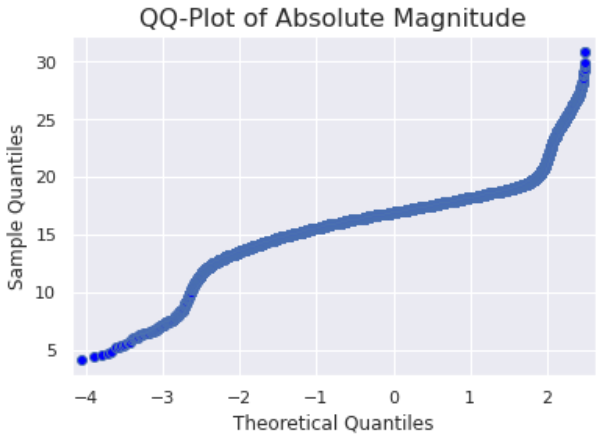 QQ-Plot of Absolute Magnitude
30
25
20
15
10
5
Sample Quantiles
−4 −3 −2 −1 0 1 2
Theoretical Quantiles